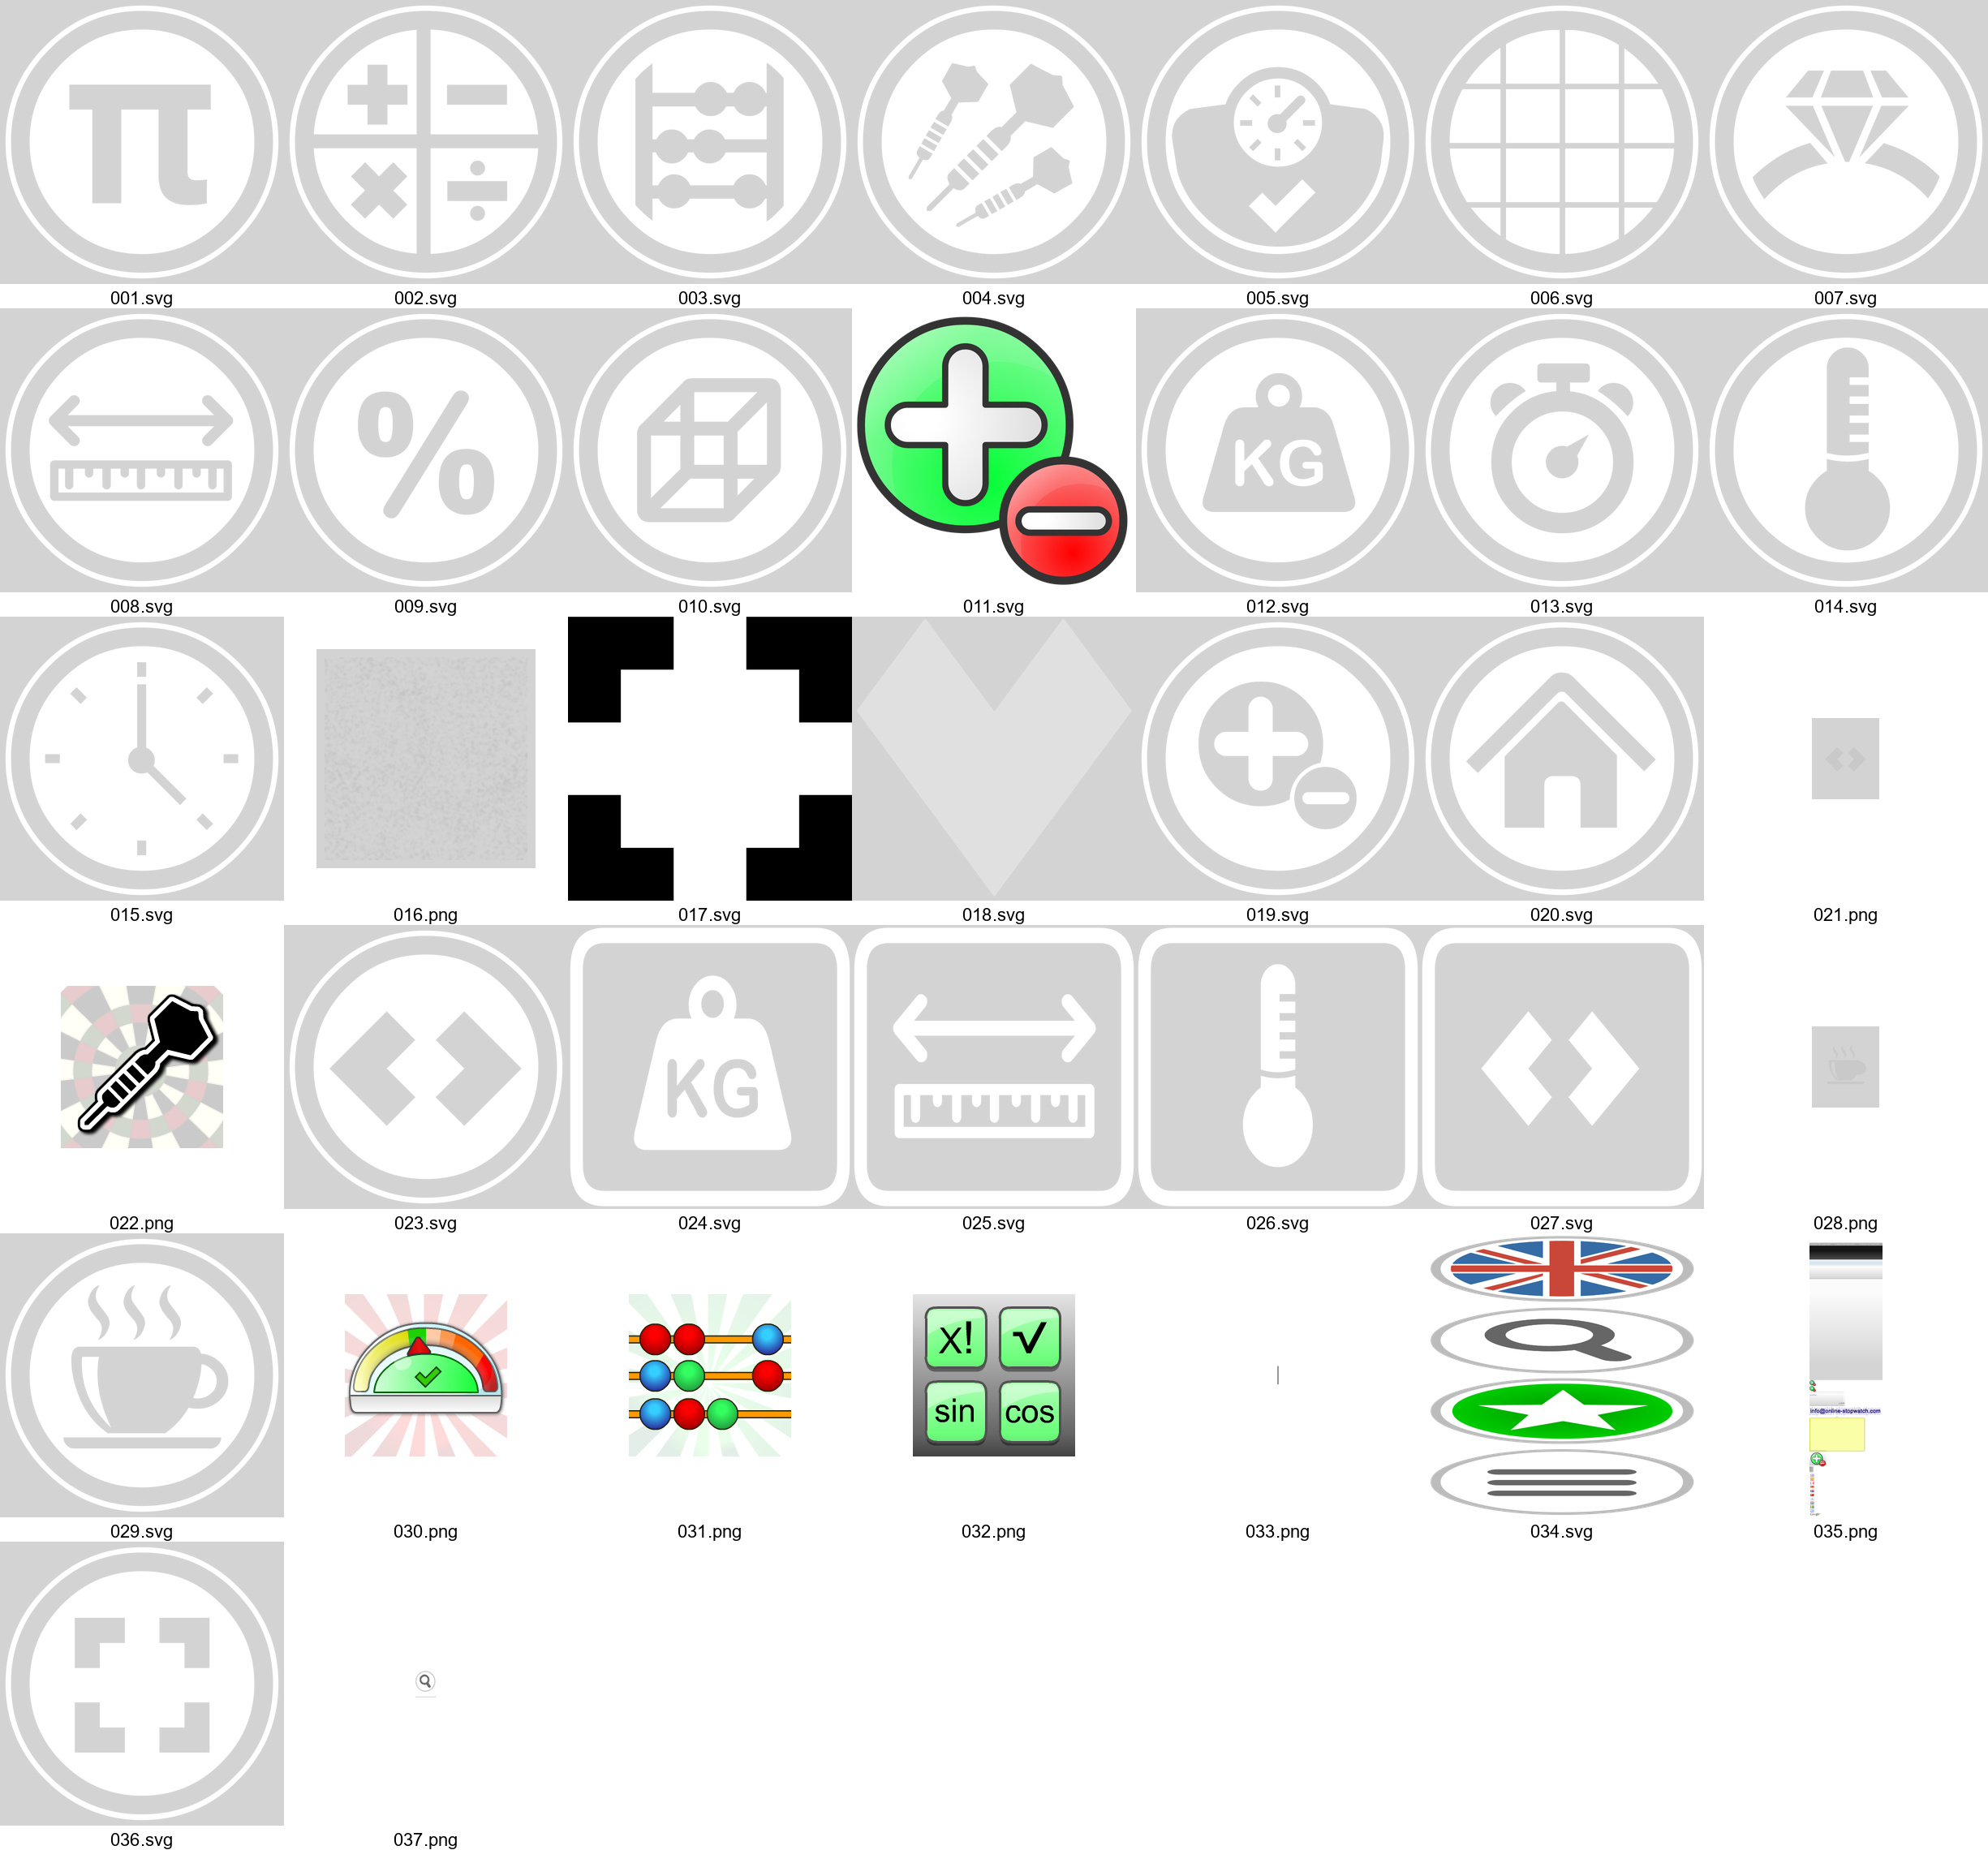 π
%
001.svg 002.svg 003.svg 004.svg 005.svg 006.svg 007.svg
KG
008.svg 009.svg 010.svg 011.svg 012.svg 013.svg 014.svg
015.svg 016.png 017.svg 018.svg 019.svg 020.svg 021.png
KG
022.png 023.svg 024.svg 025.svg 026.svg 027.svg 028.png
x! √
sin cos
info@online-stopwatch.com
029.svg 030.png 031.png 032.png 033.png 034.svg 035.png
036.svg 037.png